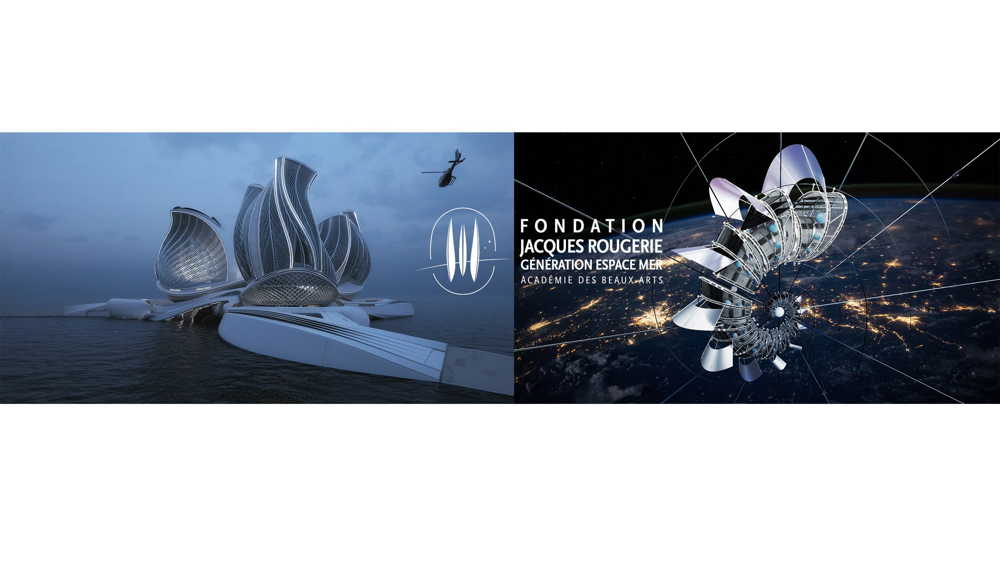 FONDATION
JACQUES ROUGERIE
GÉNÉRATION ESPACE MER
ACADÉMIE DES BEAUX-ARTS